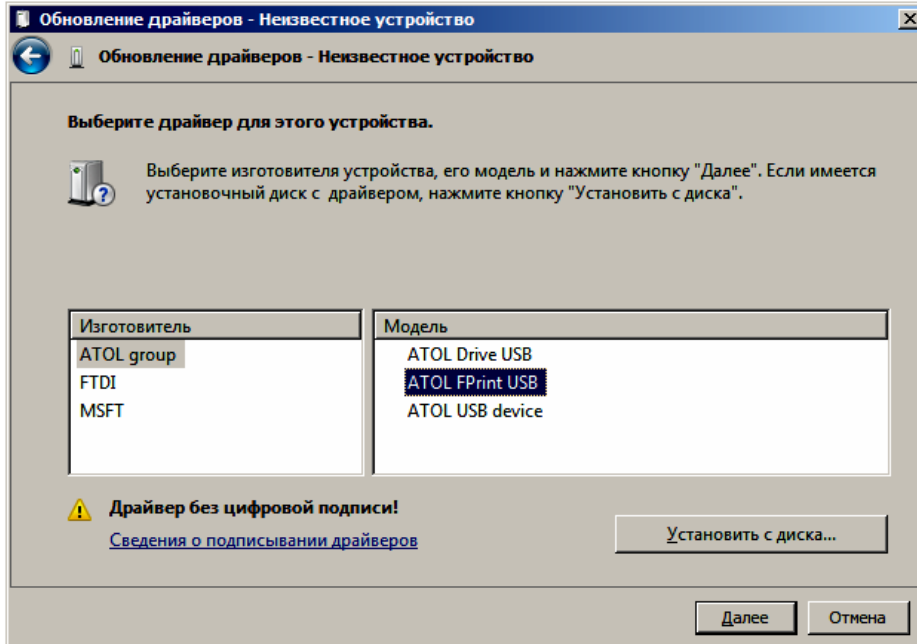 Обновление драйверов - Неизвестное устройство
Обновление драйверов - Неизвестное устройство
Выберите драйвер для этого устройства.
Выберите изготовителя устройства, его модель и нажмите кнопку "Далее". Если имеется
установочный диск с драйвером, нажмите кнопку "Установить с диска".
Изготовитель
ATOL group
FTDI
MSFT
Модель
ATOL Drive USB
ATOL FPrint USB
ATOL USB device
Драйвер без цифровой подписи!
Сведения о подписывании драйверов
Установить с диска...
Далее
Отмена